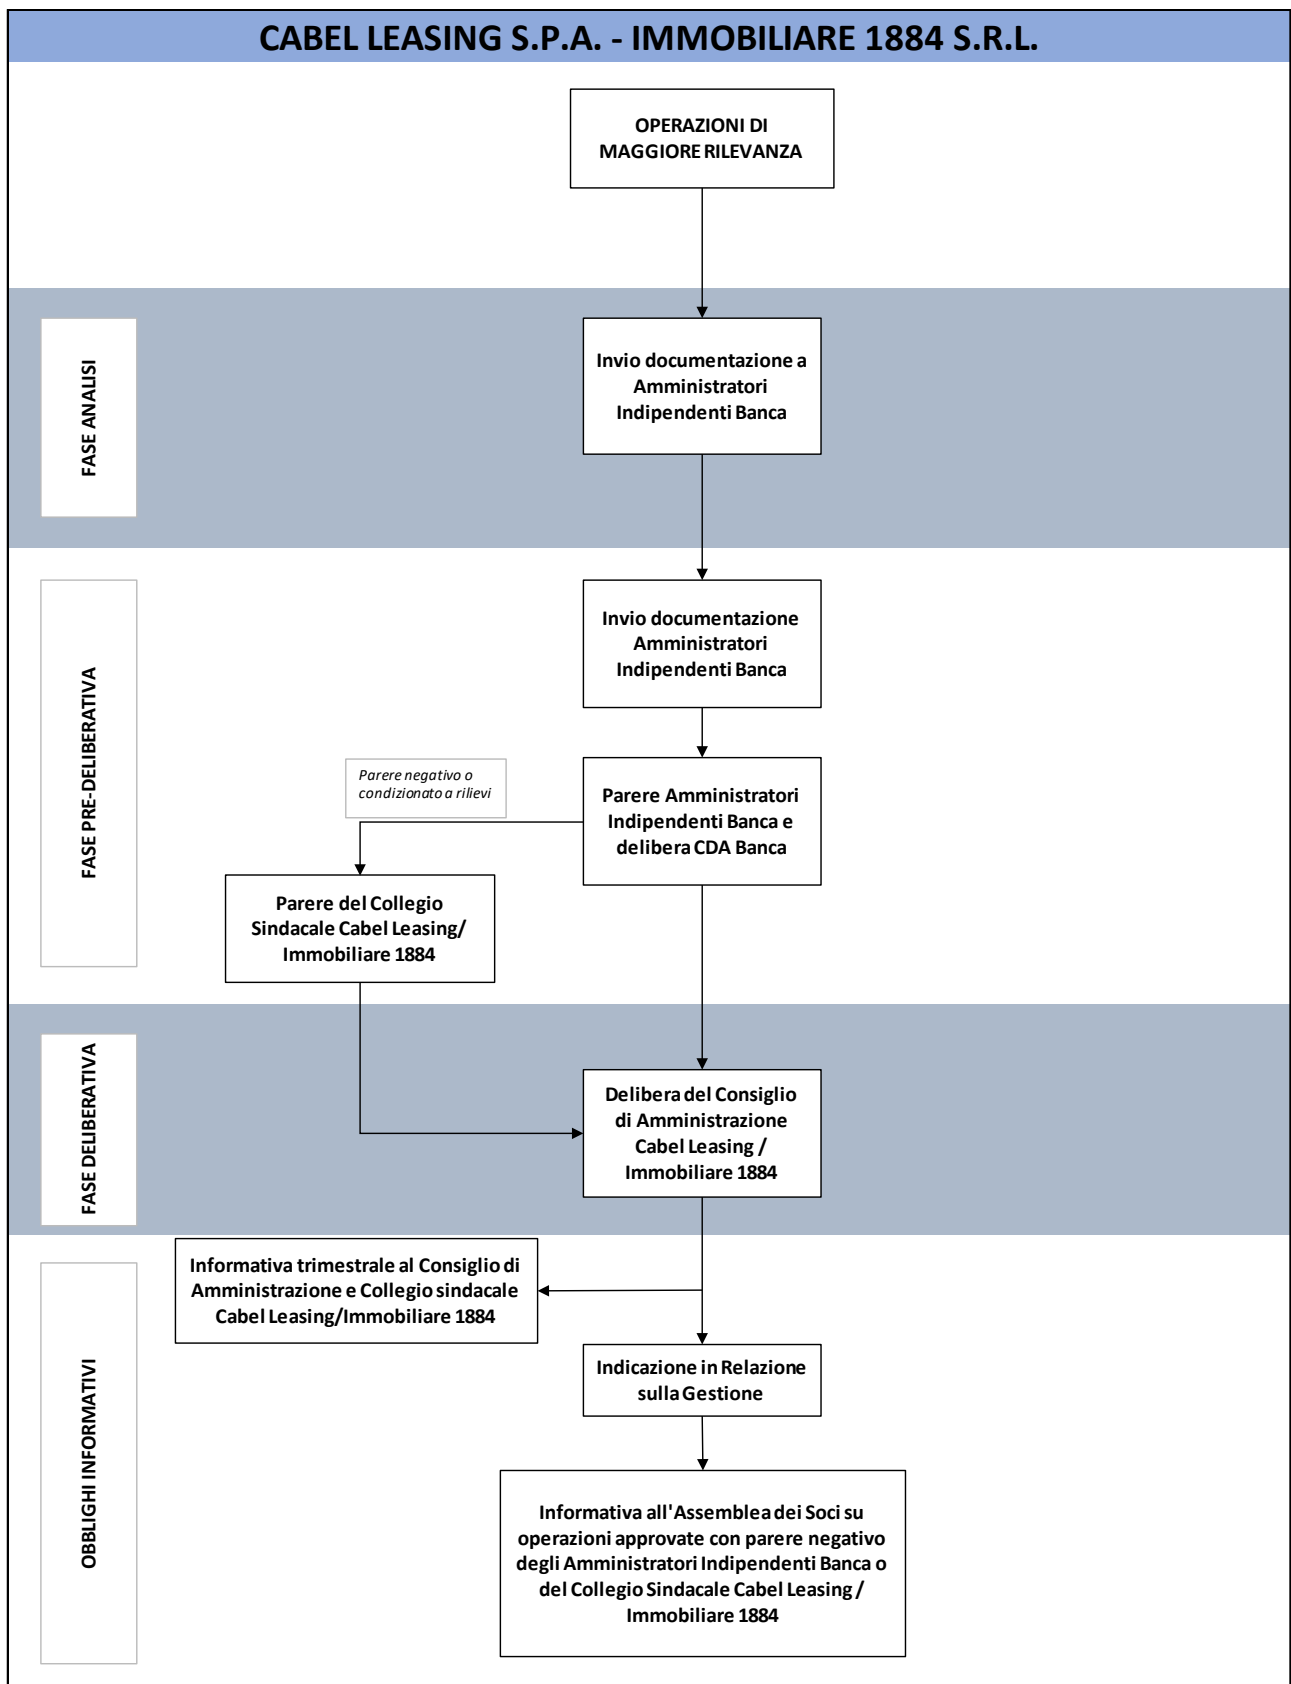 CABEL LEASING S.P.A. - IMMOBILIARE 1884 S.R.L.
OPERAZIONI DI
MAGGIORE RILEVANZA
FASE ANALISI
Invio documentazione a
Amministratori
Indipendenti Banca
FASE PRE-DELIBERATIVA
Invio documentazione
Amministratori
Indipendenti Banca
Parere negativo o
condizionato a rilievi
Parere Amministratori
Indipendenti Banca e
delibera CDA Banca
Parere del Collegio
Sindacale Cabel Leasing/
Immobiliare 1884
FASE DELIBERATIVA
Delibera del Consiglio
di Amministrazione
Cabel Leasing /
Immobiliare 1884
OBBLIGHI INFORMATIVI
Informativa trimestrale al Consiglio di
Amministrazione e Collegio sindacale
Cabel Leasing/Immobiliare 1884
Indicazione in Relazione
sulla Gestione
Informativa all'Assemblea dei Soci su
operazioni approvate con parere negativo
degli Amministratori Indipendenti Banca o
del Collegio Sindacale Cabel Leasing /
Immobiliare 1884